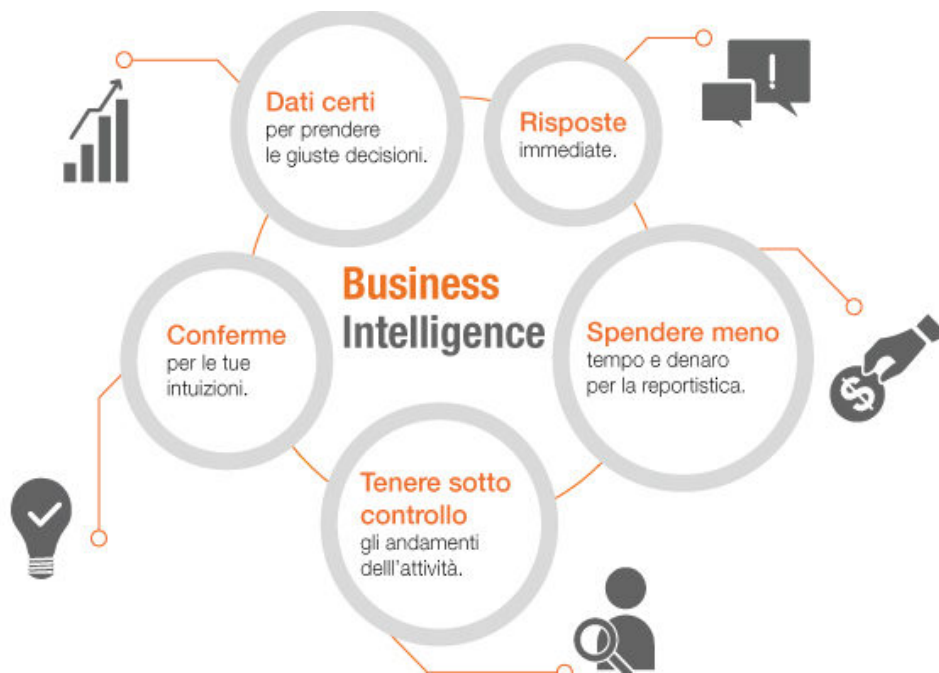 Dati certi
per prendere
le giuste decisioni.
Risposte
immediate.
Business
Intelligence
Conferme
per le tue
intuizioni.
Spendere meno
tempo e denaro
per la reportistica.
Tenere sotto
controllo
gli andamenti
delll'attività.
!
$